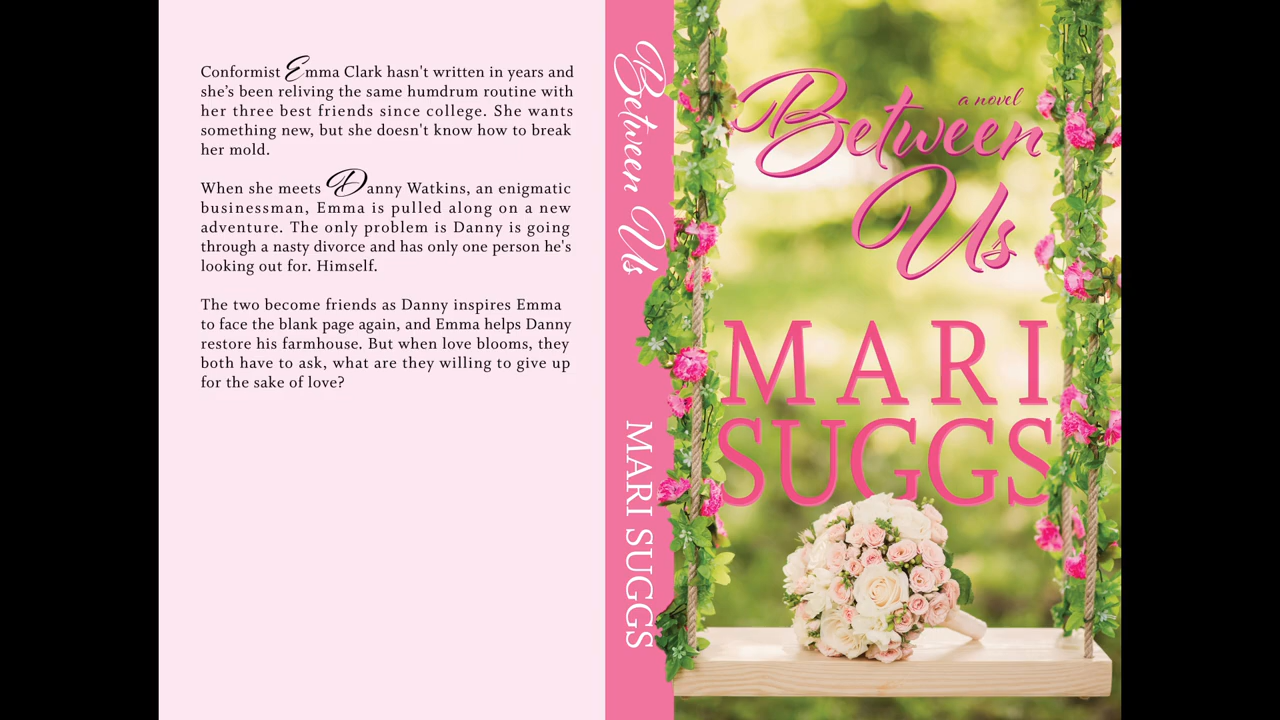 Conformist Emma Clark hasn't written in years and
she's been reliving the same humdrum routine with
her three best friends since college. She wants
something new, but she doesn't know how to break
her mold.
When she meets Danny Watkins, an enigmatic
businessman, Emma is pulled along on a new
adventure. The only problem is Danny is going
through a nasty divorce and has only one person he's
looking out for. Himself.
The two become friends as Danny inspires Emma
to face the blank page again, and Emma helps Danny
restore his farmhouse. But when love blooms, they
both have to ask, what are they willing to give up
for the sake of love?
Between Us
MARI SUGGS
a novel
Between
Us
MARI
SUGGS